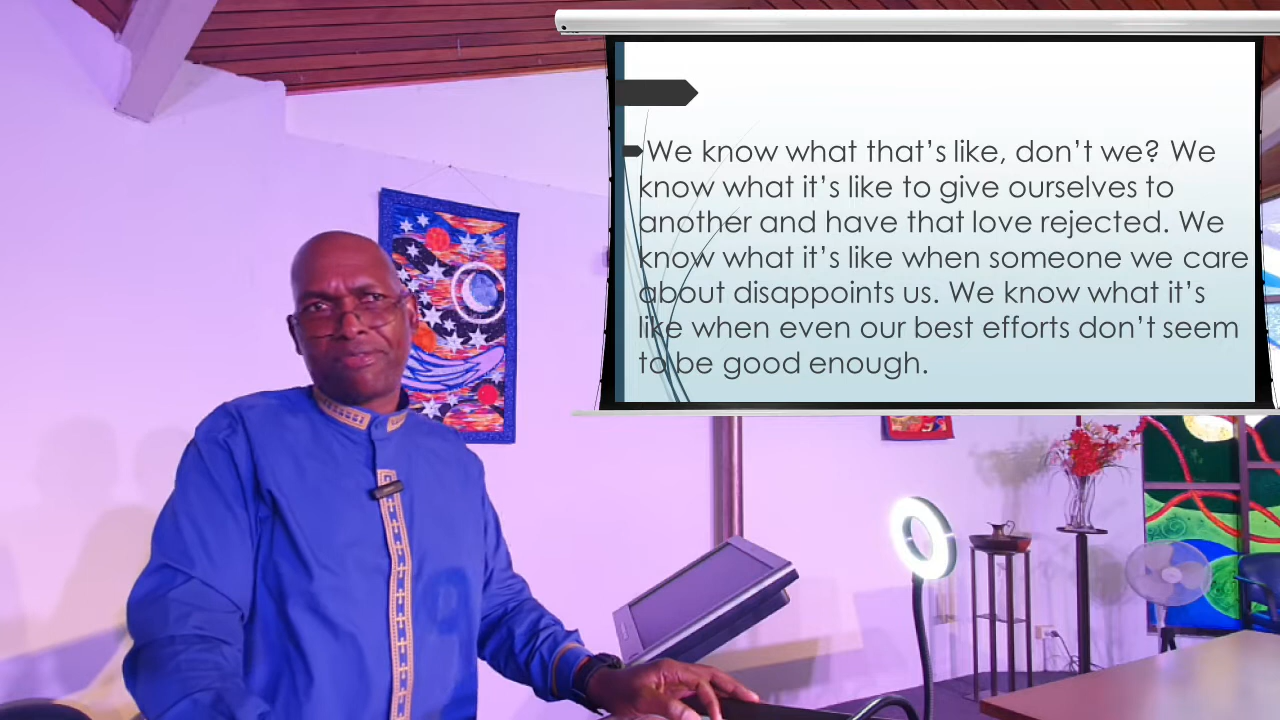 We know what that’s like, don’t we? We
know what it’s like to give ourselves to
another and have that love rejected. We
know what it’s like when someone we care
about disappoints us. We know what it’s
like when even our best efforts don’t seem
to be good enough.